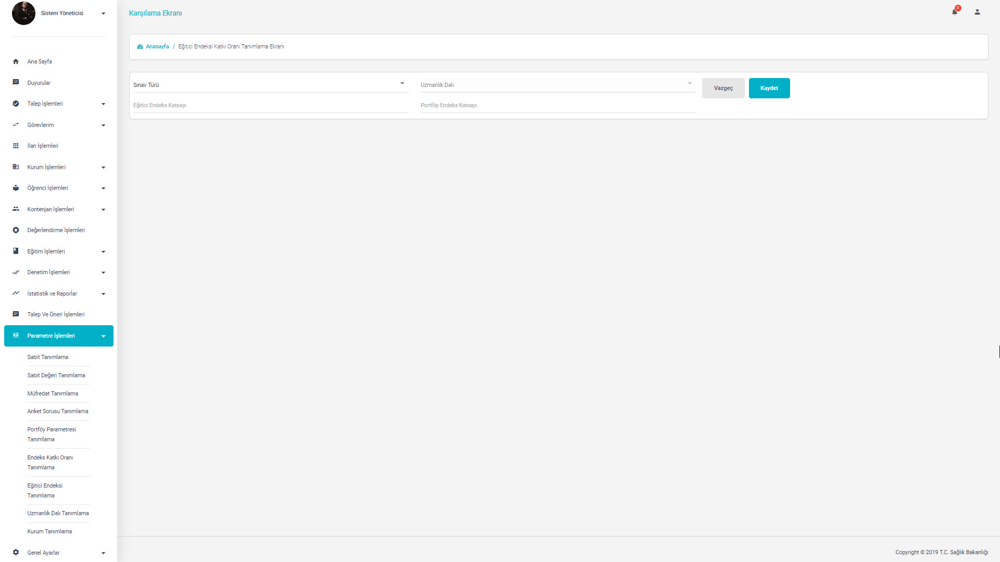 Sistem Yöneticisi
Ana Sayfa
Duyurular
Talep İşlemleri
Görevlerim
İlan İşlemleri
Kurum İşlemleri
Öğrenci İşlemleri
Kontenjan İşlemleri
Değerlendirme İşlemleri
Eğitim İşlemleri
Denetim İşlemleri
İstatistik ve Raporlar
Talep Ve Öneri İşlemleri
Parametre İşlemleri
Sabit Tanımlama
Sabit Değeri Tanımlama
Müfredat Tanımlama
Anket Sorusu Tanımlama
Portföy Parametresi
Tanımlama
Endeks Katkı Oranı
Tanımlama
Eğitici Endeksi
Tanımlama
Uzmanlık Dalı Tanımlama
Kurum Tanımlama
Genel Ayarlar
Karşılama Ekranı
0
Anasayfa / Eğitici Endeksi Katkı Oranı Tanımlama Ekranı
Sınav Türü
Uzmanlık Dalı
Vazgeç
Kaydet
Eğitici Endeks Katsayı
Portföy Endeks Katsayı
Copyright © 2019 T.C. Sağlık Bakanlığı